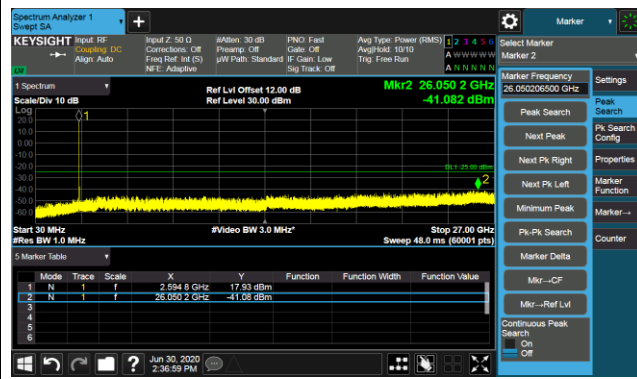 Spectrum Analyzer 1
Swept SA
Marker
KEYSIGHT
Input: RF
Coupling: DC
Align: Auto
Input Z: 50 Ω
Corrections: Off
Freq Ref: Int (S)
NFE: Adaptive
#Atten: 30 dB
Preamp: Off
µW Path: Standard
PNO: Fast
Gate: Off
IF Gain: Low
Sig Track: Off
Avg Type: Power (RMS)
Avg|Hold: 10/10
Trig: Free Run
1 2 3 4 5 6
A W W W W W
A N N N N N
Select Marker
Marker 2
1 Spectrum
Scale/Div 10 dB
Ref Lvl Offset 12.00 dB
Ref Level 30.00 dBm
Mkr2 26.050 2 GHz
-41.082 dBm
Log
20.0
10.0
0.00
-10.0
-20.0
-30.0
-40.0
-50.0
-60.0
1
2
DL1 -25.00 dBm
Start 30 MHz
#Res BW 1.0 MHz
#Video BW 3.0 MHz*
Stop 27.00 GHz
Sweep 48.0 ms (60001 pts)
Marker Frequency
26.050206500 GHz
Peak Search
Next Peak
Next Pk Right
Next Pk Left
Minimum Peak
Pk-Pk Search
Marker Delta
Mkr→CF
Mkr→Ref Lvl
Continuous Peak
Search
On
Off
Settings
Peak
Search
Pk Search
Config
Properties
Marker
Function
Marker→
Counter
5 Marker Table
Mode Trace Scale X Y Function Function Width Function Value
1 N 1 f 2.594 8 GHz 17.93 dBm
2 N 1 f 26.050 2 GHz -41.08 dBm
3
4
5
6
Jun 30, 2020
2:36:59 PM